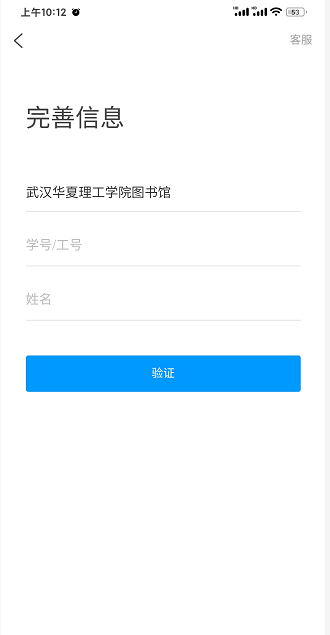 上午10:12
53
客服
完善信息
武汉华夏理工学院图书馆
学号/工号
姓名
验证